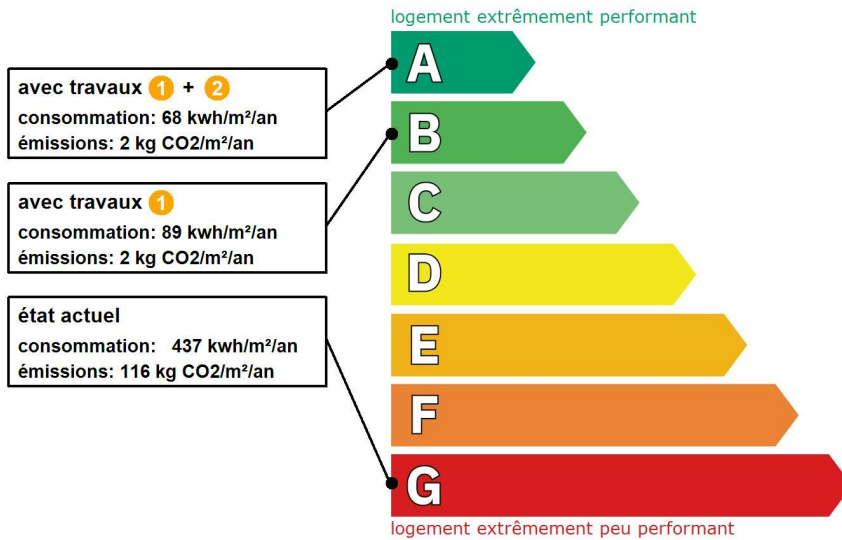 logement extrêmement performant
avec travaux 1 + 2
consommation: 68 kwh/m²/an
émissions: 2 kg CO2/m²/an
avec travaux 1
consommation: 89 kwh/m²/an
émissions: 2 kg CO2/m²/an
état actuel
consommation: 437 kwh/m²/an
émissions: 116 kg CO2/m²/an
A
B
C
D
E
F
G
logement extrêmement peu performant